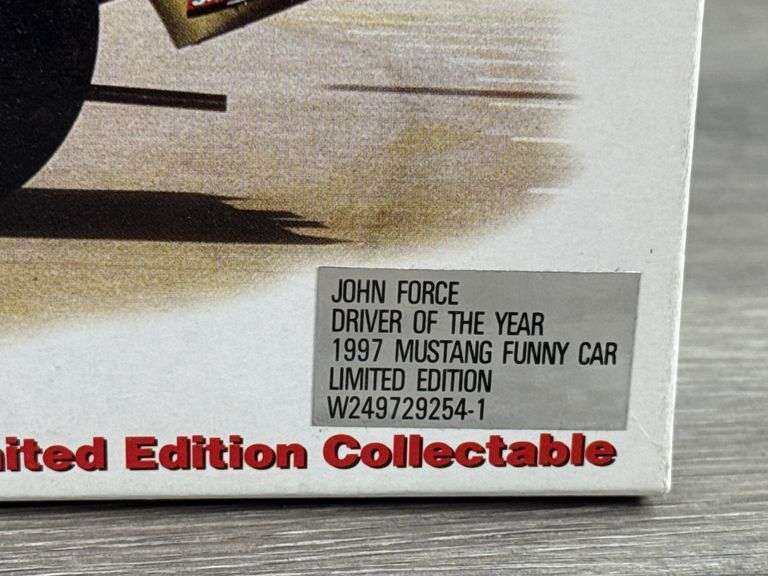 JOHN FORCE
DRIVER OF THE YEAR
1997 MUSTANG FUNNY CAR
LIMITED EDITION
W249729254-1
ited Edition Collectable